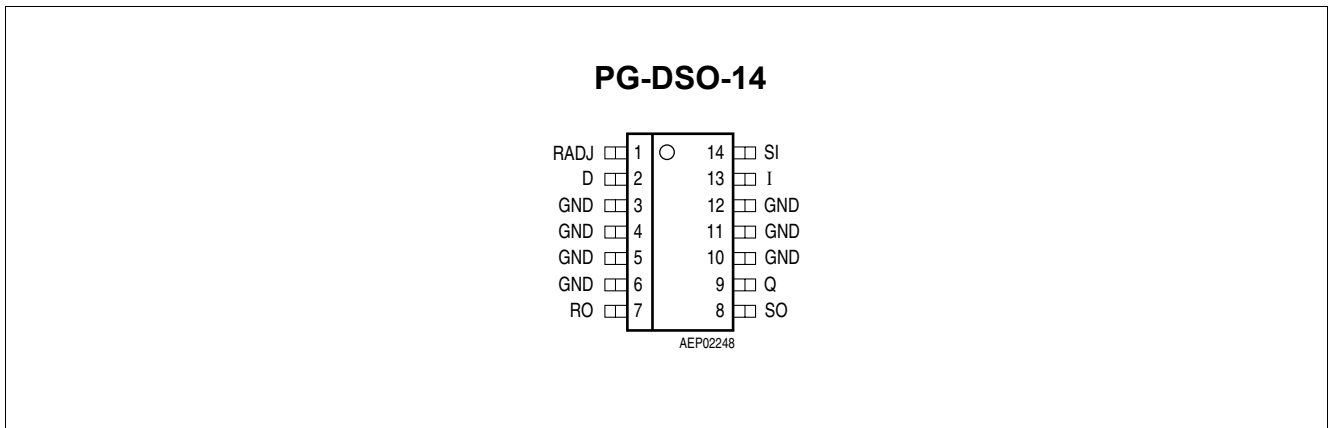 PG-DSO-14
RADJ 1 14 SI
D 2 13 I
GND 3 12 GND
GND 4 11 GND
GND 5 10 GND
GND 6 9 Q
RO 7 8 SO
AEP02248